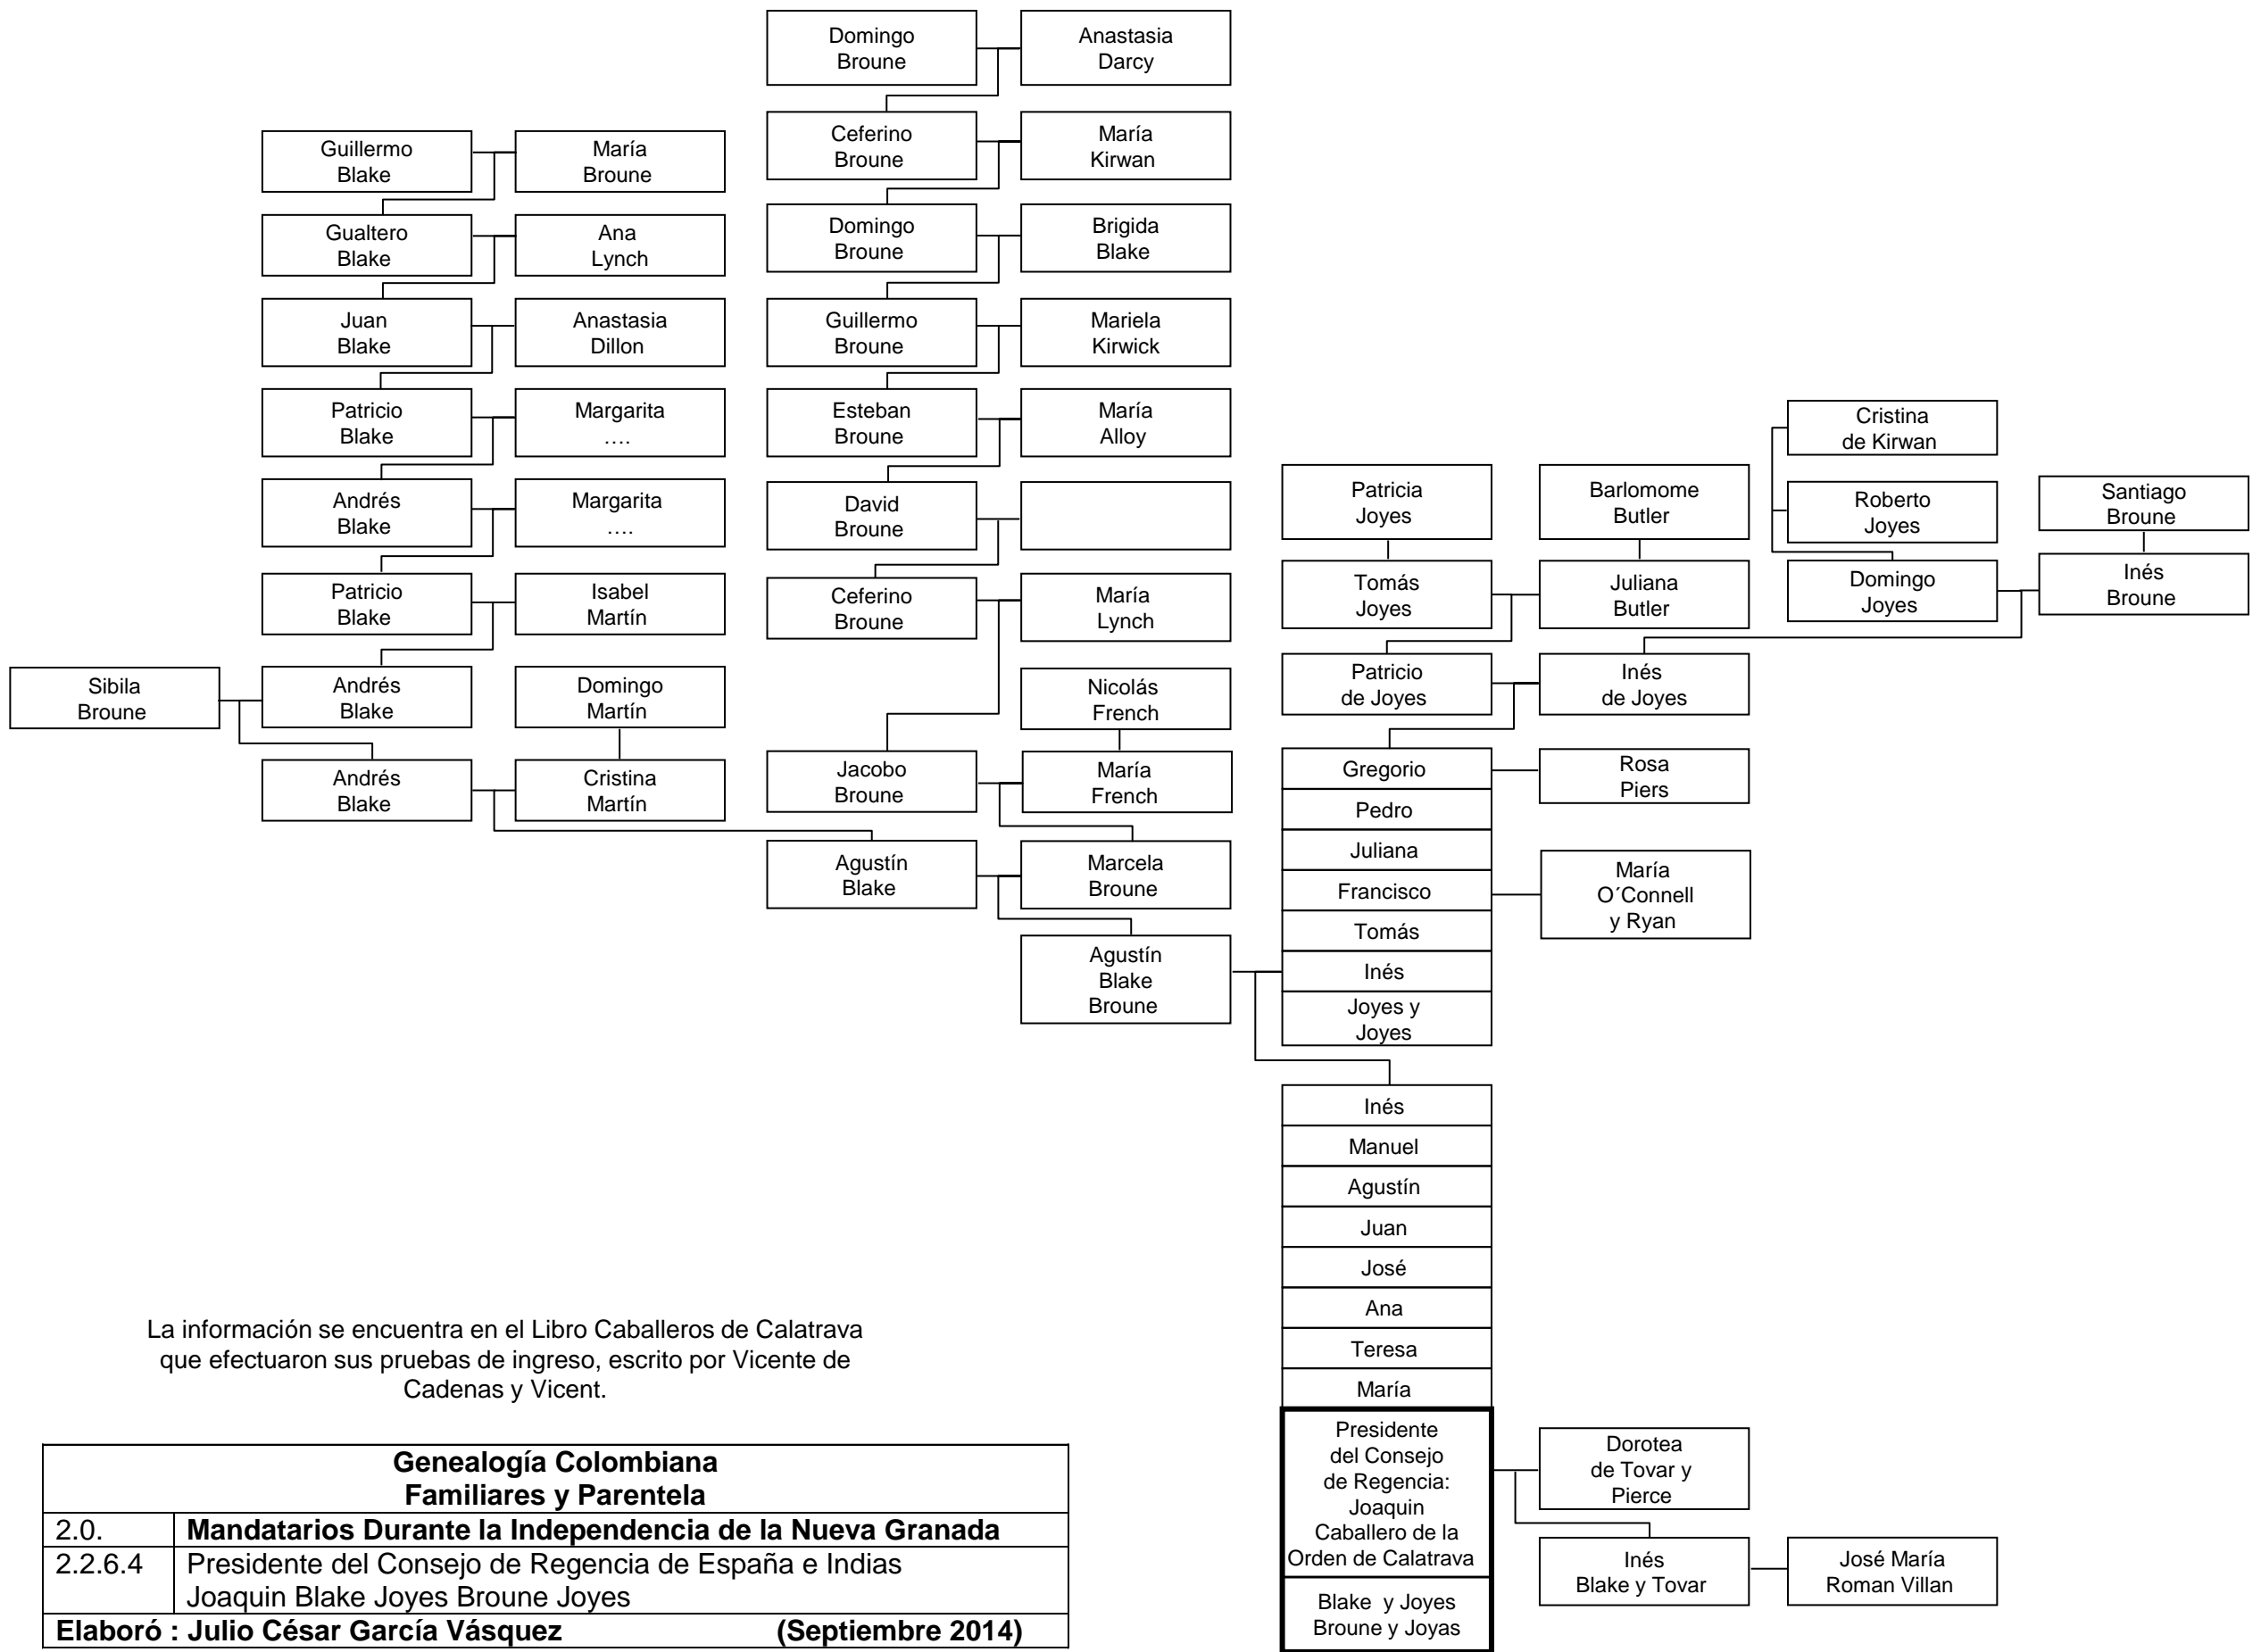 Domingo
Broune
Anastasia
Darcy
Ceferino
Broune
María
Kirwan
Guillermo
Blake
María
Broune
Domingo
Broune
Brigida
Blake
Gualtero
Blake
Ana
Lynch
Guillermo
Broune
Mariela
Kirwick
Juan
Blake
Anastasia
Dillon
Esteban
Broune
María
Alloy
Patricio
Blake
Margarita
….
Cristina
de Kirwan
Andrés
Blake
Margarita
….
David
Broune
Patricia
Joyes
Barlomome
Butler
Roberto
Joyes
Santiago
Broune
Patricio
Blake
Isabel
Martín
Ceferino
Broune
María
Lynch
Tomás
Joyes
Juliana
Butler
Domingo
Joyes
Inés
Broune
Sibila
Broune
Andrés
Blake
Domingo
Martín
Nicolás
French
Patricio
de Joyes
Inés
de Joyes
Andrés
Blake
Cristina
Martín
Jacobo
Broune
María
French
Gregorio
Rosa
Piers
Pedro
Juliana
Francisco
Tomás
Inés
Joyes y
Joyes
María
O´Connell
y Ryan
Agustín
Blake
Marcela
Broune
Agustín
Blake
Broune
Inés
Manuel
Agustín
Juan
José
Ana
Teresa
María
Presidente
del Consejo
de Regencia:
Joaquin
Caballero de la
Orden de Calatrava
Blake  y Joyes
Broune y Joyas
Dorotea
de Tovar y
Pierce
Inés
Blake y Tovar
José María
Roman Villan
La información se encuentra en el Libro Caballeros de Calatrava
que efectuaron sus pruebas de ingreso, escrito por Vicente de
Cadenas y Vicent.
Genealogía Colombiana
Familiares y Parentela
2.0. Mandatarios Durante la Independencia de la Nueva Granada
2.2.6.4 Presidente del Consejo de Regencia de España e Indias
Joaquin Blake Joyes Broune Joyes
Elaboró : Julio César García Vásquez (Septiembre 2014)